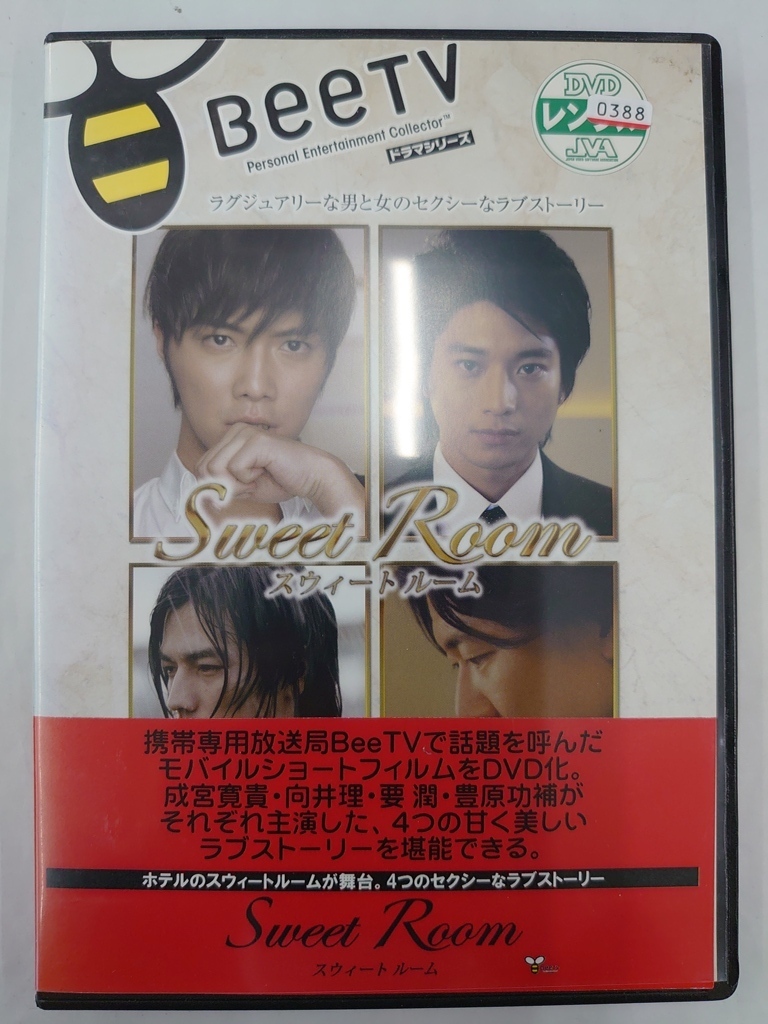 BeeTV
Personal Entertainment Collector™
ドラマシリーズ
DVD
0388
JVA
ラグジュアリーな男と女のセクシーなラブストーリー
Sweet Room
スウィート ルーム
携帯専用放送局BeeTVで話題を呼んだ
モバイルショートフィルムをDVD化。
成宮寛貴・向井理・要 潤・豊原功補が
それぞれ主演した、4つの甘く美しい
ラブストーリーを堪能できる。
ホテルのスウィートルームが舞台。4つのセクシーなラブストーリー
Sweet Room
スウィート ルーム